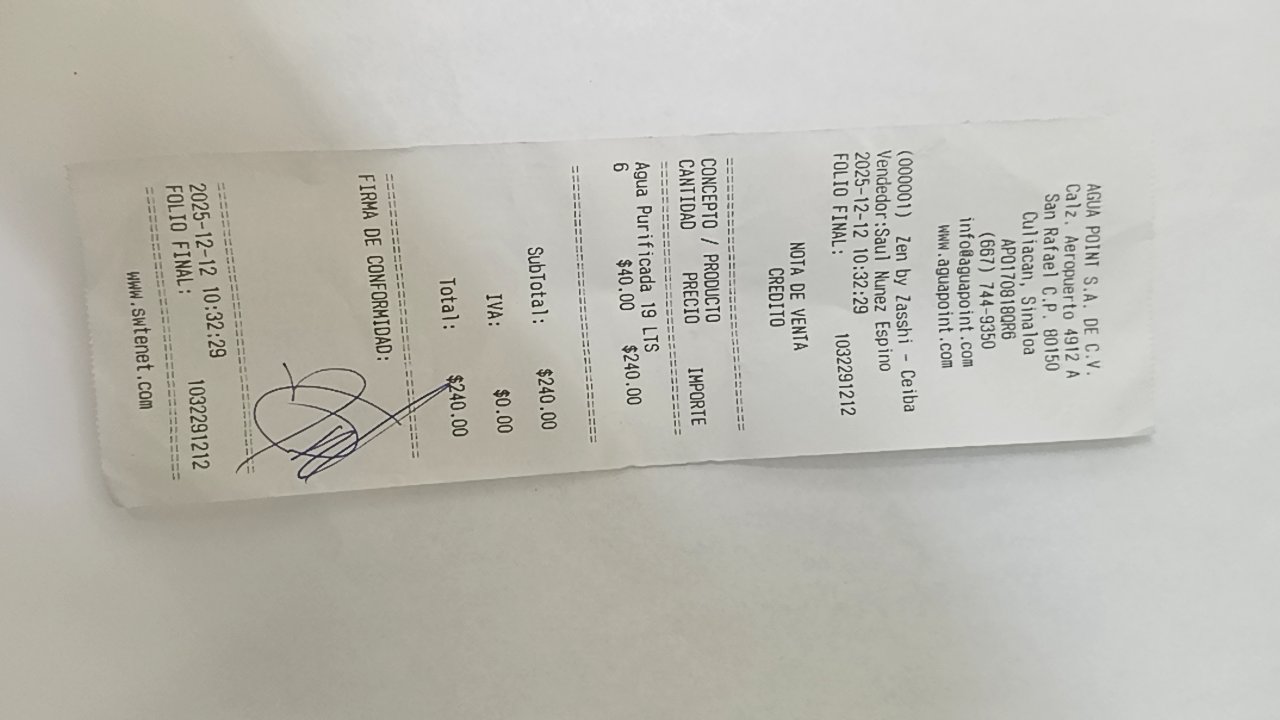 AGUA POINT S.A. DE C.V.
Calz. Aeropuerto 4912 A
San Rafael C.P. 80150
Culiacan, Sinaloa
APO170818QR6
(667) 744-9350
info@aguapoint.com
www.aguapoint.com
(000001) Zen by Zasshi - Ceiba
Vendedor:Saul Nunez Espino
2025-12-12 10:32:29
FOLIO FINAL: 1032291212
NOTA DE VENTA
CREDITO
==============================
CONCEPTO / PRODUCTO
CANTIDAD PRECIO IMPORTE
==============================
Agua Purificada 19 LTS
6 $40.00 $240.00
==============================
SubTotal: $240.00
IVA: $0.00
Total: $240.00
==============================
FIRMA DE CONFORMIDAD:
==============================
2025-12-12 10:32:29
FOLIO FINAL: 1032291212
==============================
www.swtenet.com